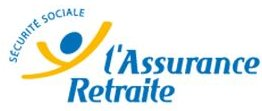 SÉCURITÉ SOCIALE
l'Assurance
Retraite